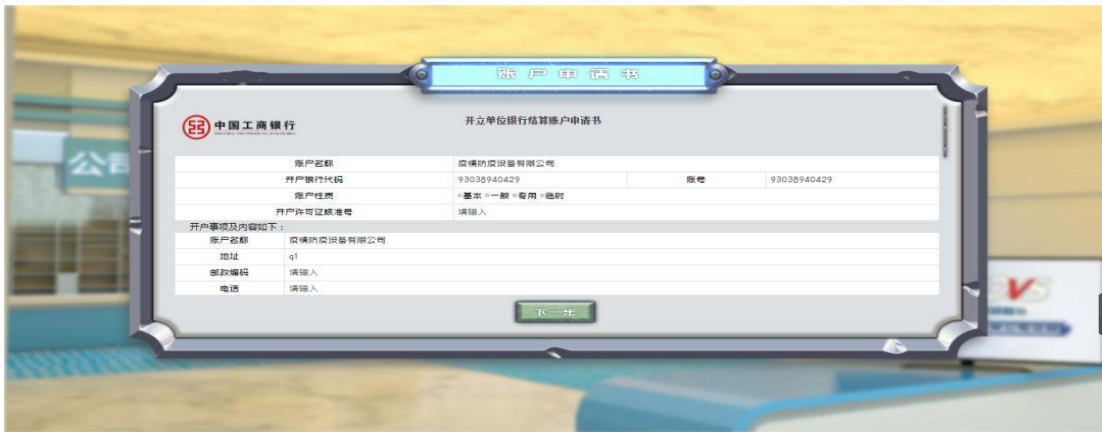 账户申请书
公司
中国工商银行
开立单位银行结算账户申请书
账户名称 疫情防疫设备有限公司
开户银行代码 93038940429 账号 93038940429
账户性质 基本 一般 专用 临时
开户许可证核准号 请输入
开户事项及内容如下:
账户名称 疫情防疫设备有限公司
地址 q1
邮政编码 请输入
电话 请输入
下一步